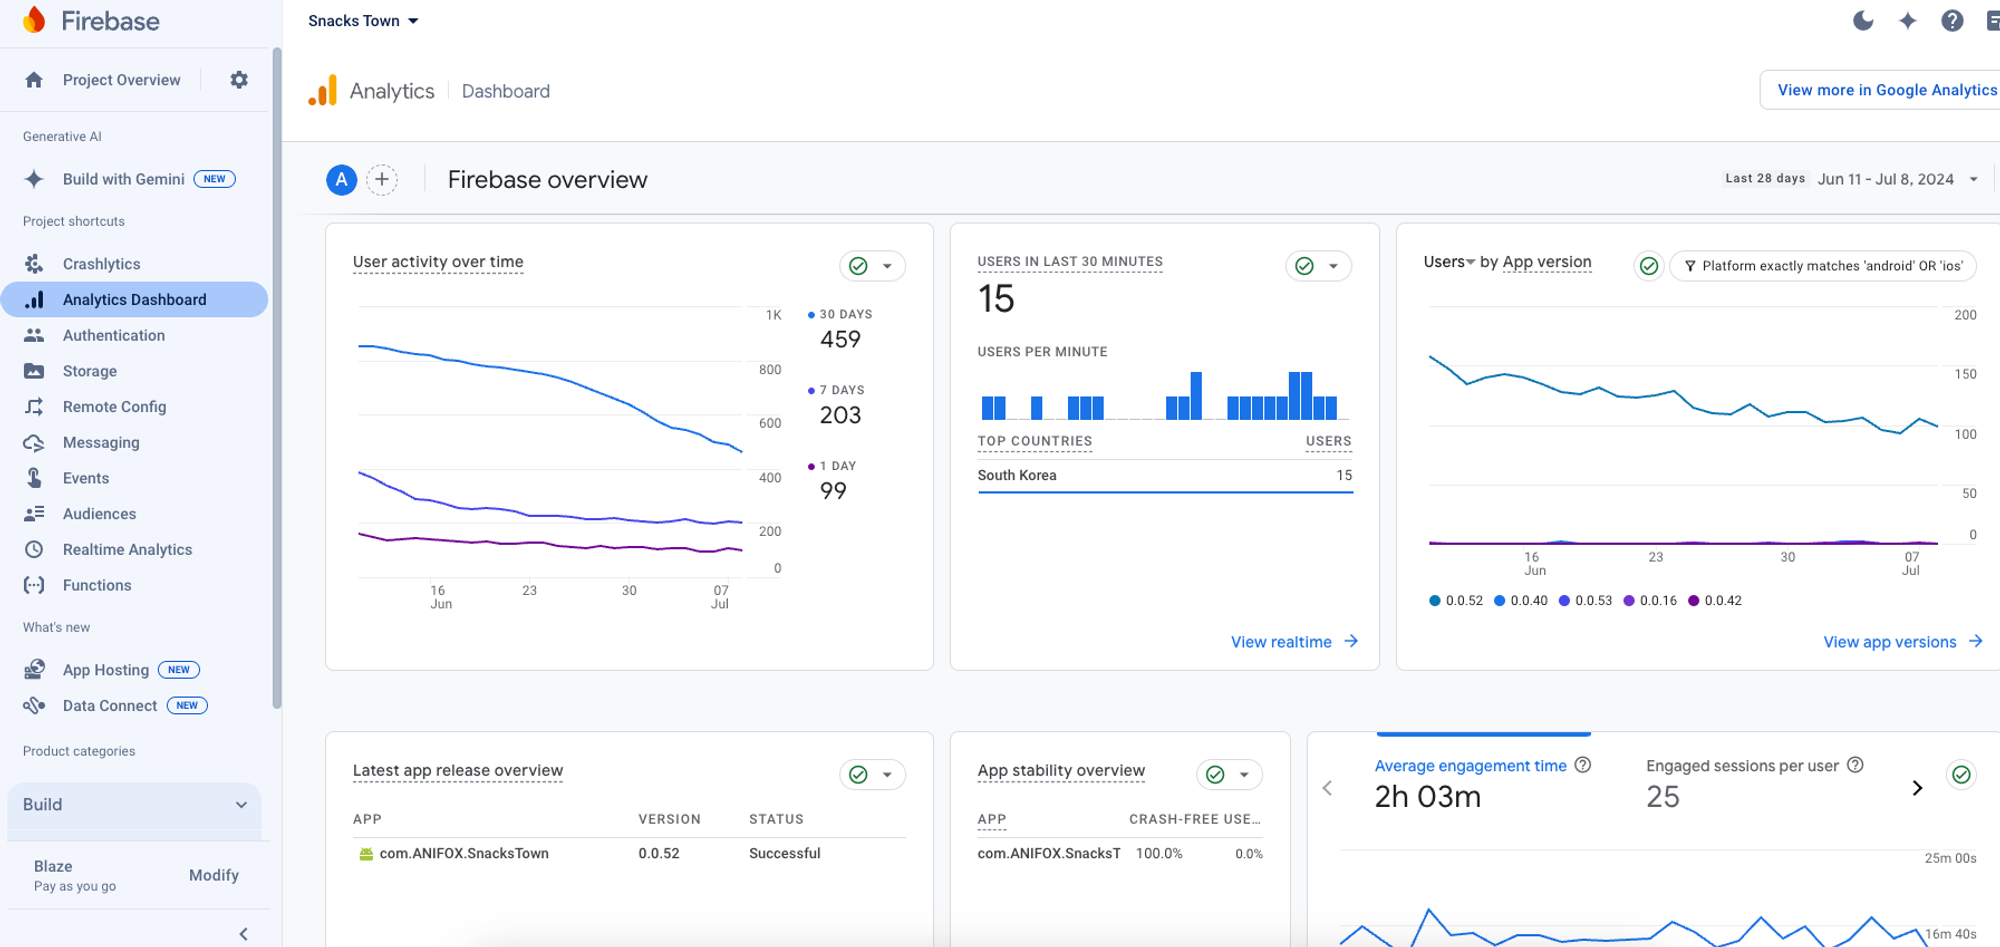 Firebase
Snacks Town
Project Overview
Generative AI
Build with Gemini NEW
Project shortcuts
Crashlytics
Analytics Dashboard
Authentication
Storage
Remote Config
Messaging
Events
Audiences
Realtime Analytics
Functions
What's new
App Hosting NEW
Data Connect NEW
Product categories
Build
Blaze
Pay as you go
Modify
Analytics
Dashboard
View more in Google Analytics
A
Firebase overview
Last 28 days Jun 11 - Jul 8, 2024
User activity over time
1K
800
600
400
200
0
16
Jun
23
30
07
Jul
30 DAYS
459
7 DAYS
203
1 DAY
99
USERS IN LAST 30 MINUTES
15
USERS PER MINUTE
TOP COUNTRIES USERS
South Korea 15
View realtime
Users by App version
Platform exactly matches 'android' OR 'ios'
200
150
100
50
0
16
Jun
23
30
07
Jul
0.0.52 0.0.40 0.0.53 0.0.16 0.0.42
View app versions
Latest app release overview
APP VERSION STATUS
com.ANIFOX.SnacksTown 0.0.52 Successful
App stability overview
APP CRASH-FREE USE...
com.ANIFOX.SnacksT 100.0% 0.0%
Average engagement time
2h 03m
Engaged sessions per user
25
25m 00s
16m 40s